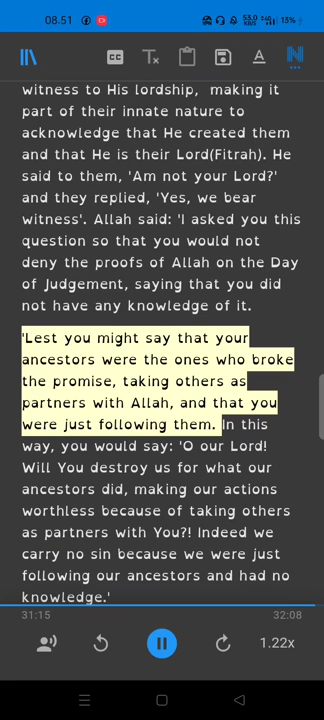 08.51
53.0 KB/S
13%
CC
A
N
witness to His lordship, making it
part of their innate nature to
acknowledge that He created them
and that He is their Lord(Fitrah). He
said to them, 'Am not your Lord?'
and they replied, 'Yes, we bear
witness'. Allah said: 'I asked you this
question so that you would not
deny the proofs of Allah on the Day
of Judgement, saying that you did
not have any knowledge of it.
'Lest you might say that your
ancestors were the ones who broke
the promise, taking others as
partners with Allah, and that you
were just following them. In this
way, you would say: 'O our Lord!
Will You destroy us for what our
ancestors did, making our actions
worthless because of taking others
as partners with You?! Indeed we
carry no sin because we were just
following our ancestors and had no
knowledge.'
31:15
32:08
1.22x